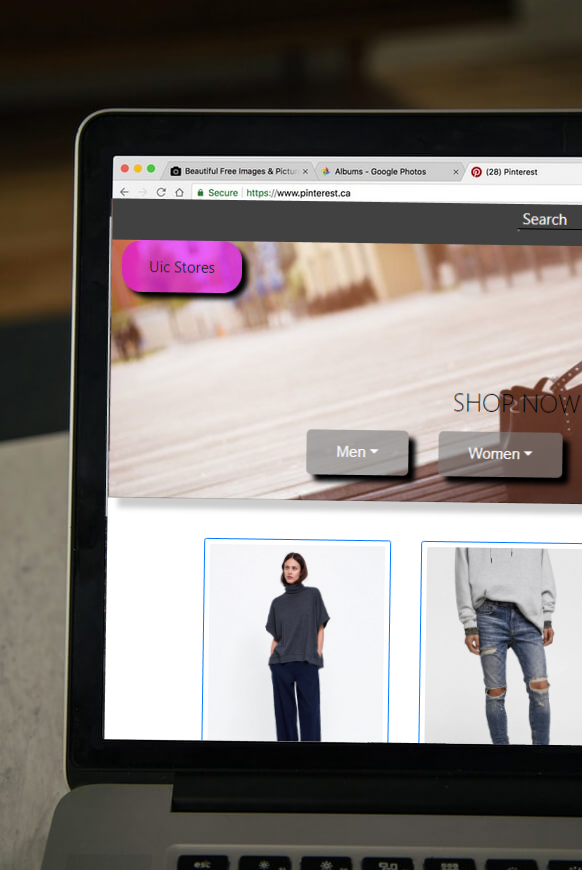 Beautiful Free Images & Pictu
Albums - Google Photos
(28) Pinterest
Secure
https://www.pinterest.ca
Search
Uic Stores
SHOP NOW
Men
Women
esc